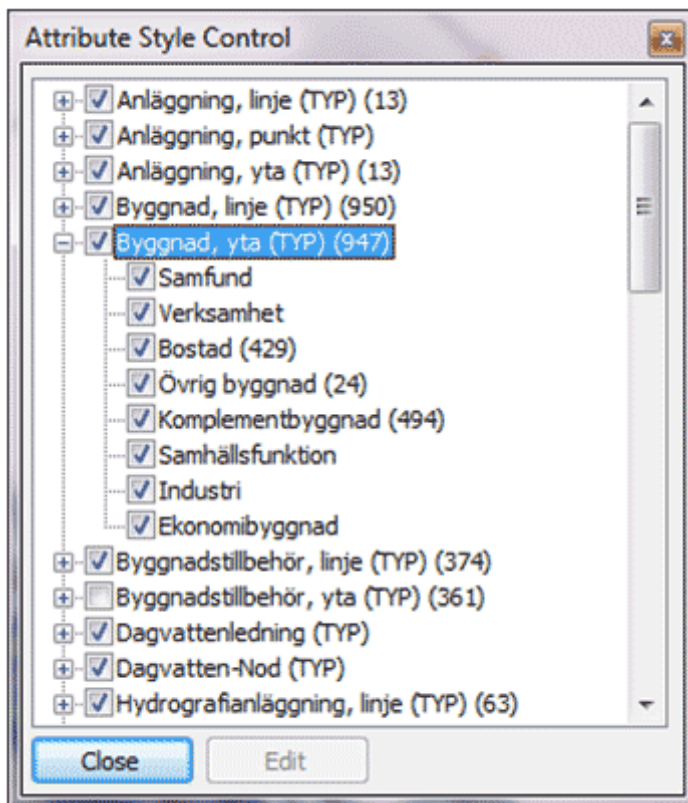 Attribute Style Control
Anläggning, linje (TYP) (13)
Anläggning, punkt (TYP)
Anläggning, yta (TYP) (13)
Byggnad, linje (TYP) (950)
Byggnad, yta (TYP) (947)
Samfund
Verksamhet
Bostad (429)
Övrig byggnad (24)
Komplementbyggnad (494)
Samhällsfunktion
Industri
Ekonomibyggnad
Byggnadstillbehör, linje (TYP) (374)
Byggnadstillbehör, yta (TYP) (361)
Dagvattenledning (TYP)
Dagvatten-Nod (TYP)
Hydrografianläggning, linje (TYP) (63)
Close Edit